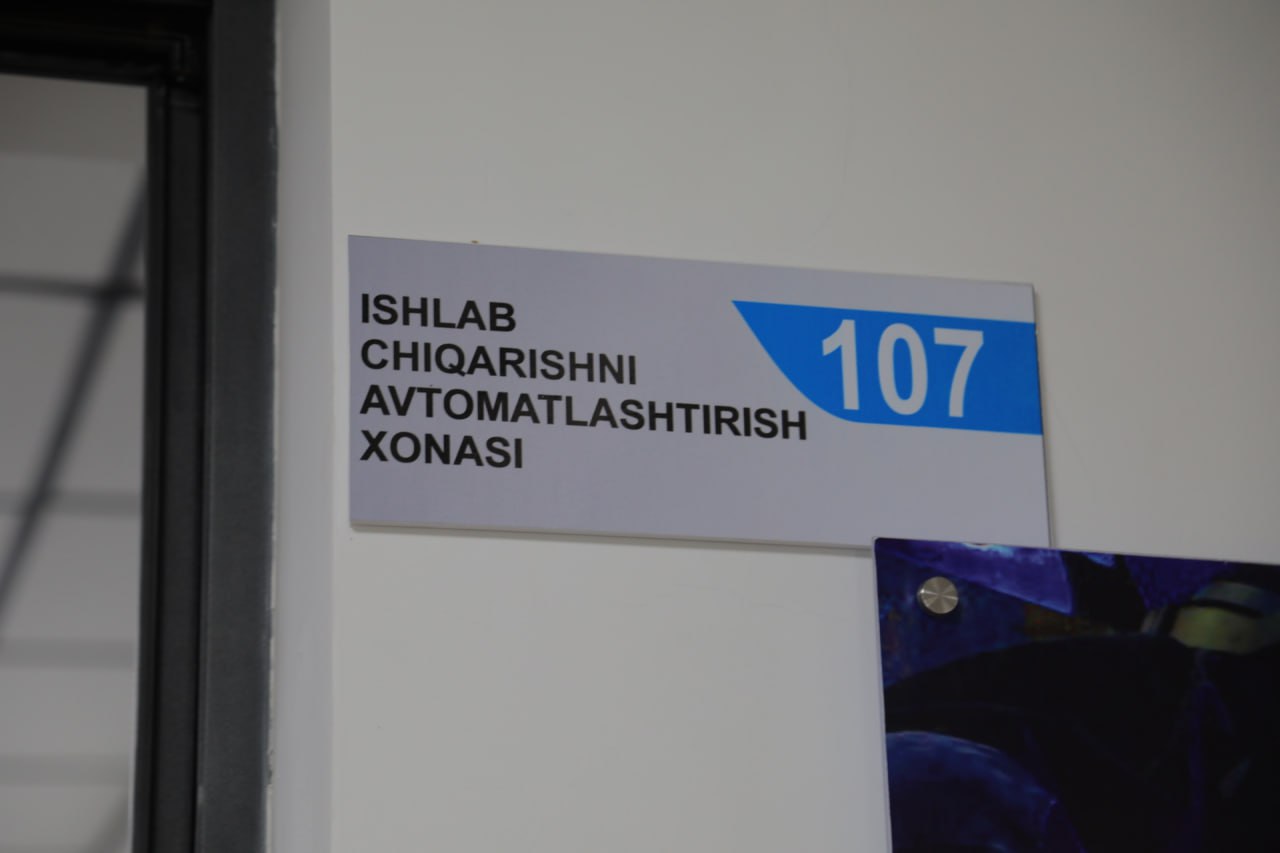 ISHLAB
CHIQARISHNI
AVTOMATLASHTIRISH
XONASI
107